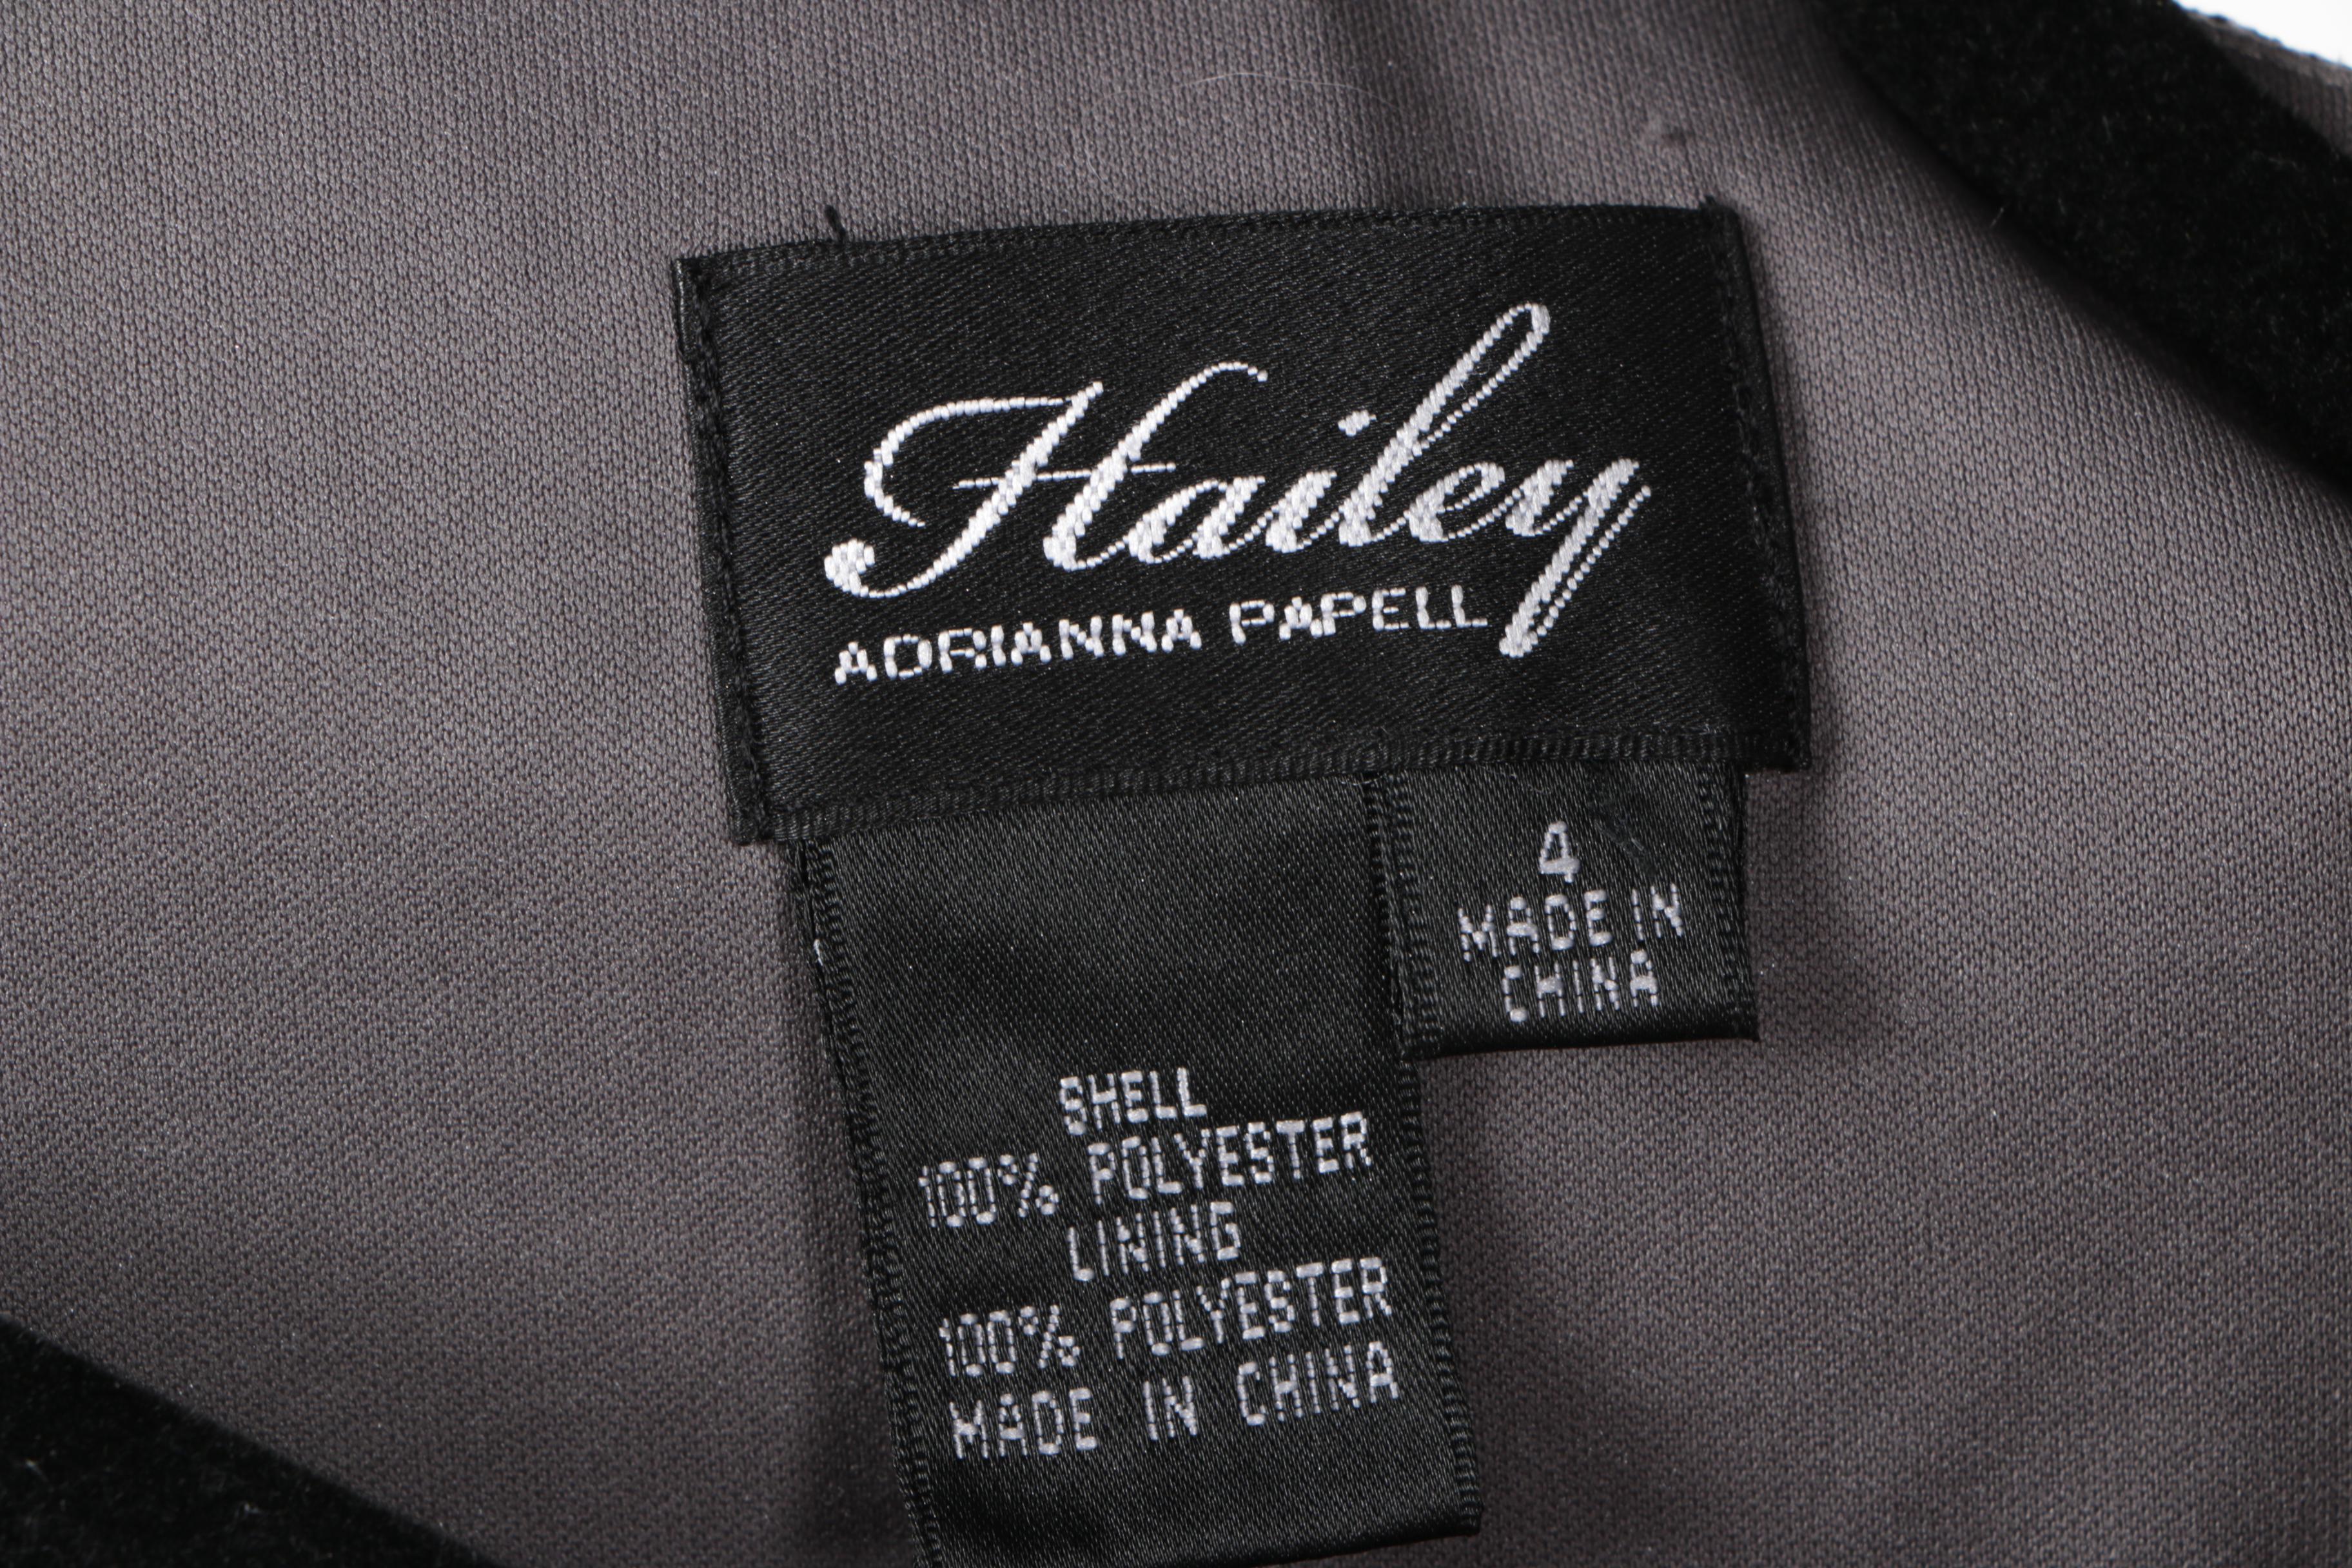 Hailey
ADRIANNA PAPELL
4
MADE IN
CHINA
SHELL
100% POLYESTER
LINING
100% POLYESTER
MADE IN CHINA